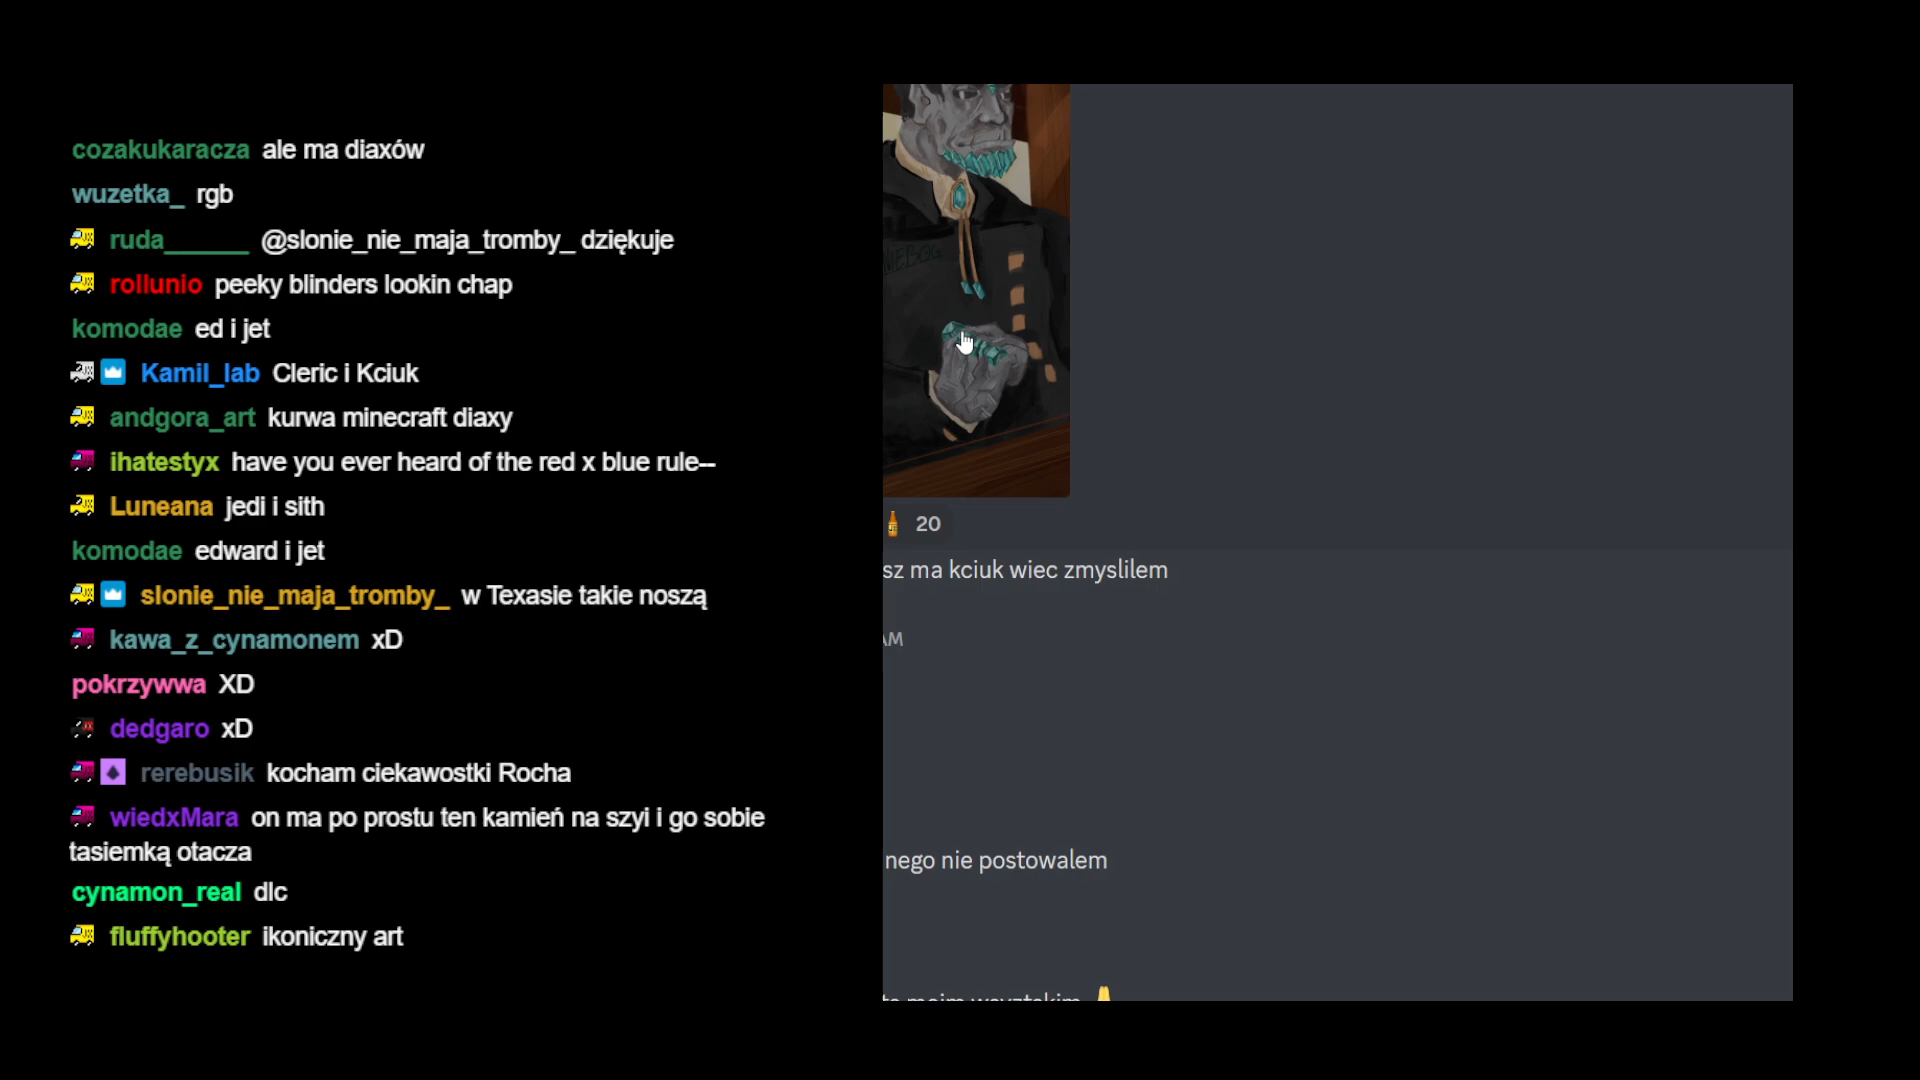 cozakukaracza ale ma diaxów
wuzetka_ rgb
ruda______ @slonie_nie_maja_tromby_ dziękuje
rollunio peeky blinders lookin chap
komodae ed i jet
Kamil_lab Cleric i Kciuk
andgora_art kurwa minecraft diaxy
ihatestyx have you ever heard of the red x blue rule--
Luneana jedi i sith
komodae edward i jet
slonie_nie_maja_tromby_ w Texasie takie noszą
kawa_z_cynamonem xD
pokrzywwa XD
dedgaro xD
rerebusik kocham ciekawostki Rocha
wiedxMara on ma po prostu ten kamień na szyi i go sobie
tasiemką otacza
cynamon_real dlc
fluffyhooter ikoniczny art
20
sz ma kciuk wiec zmyslilem
AM
nego nie postowalem